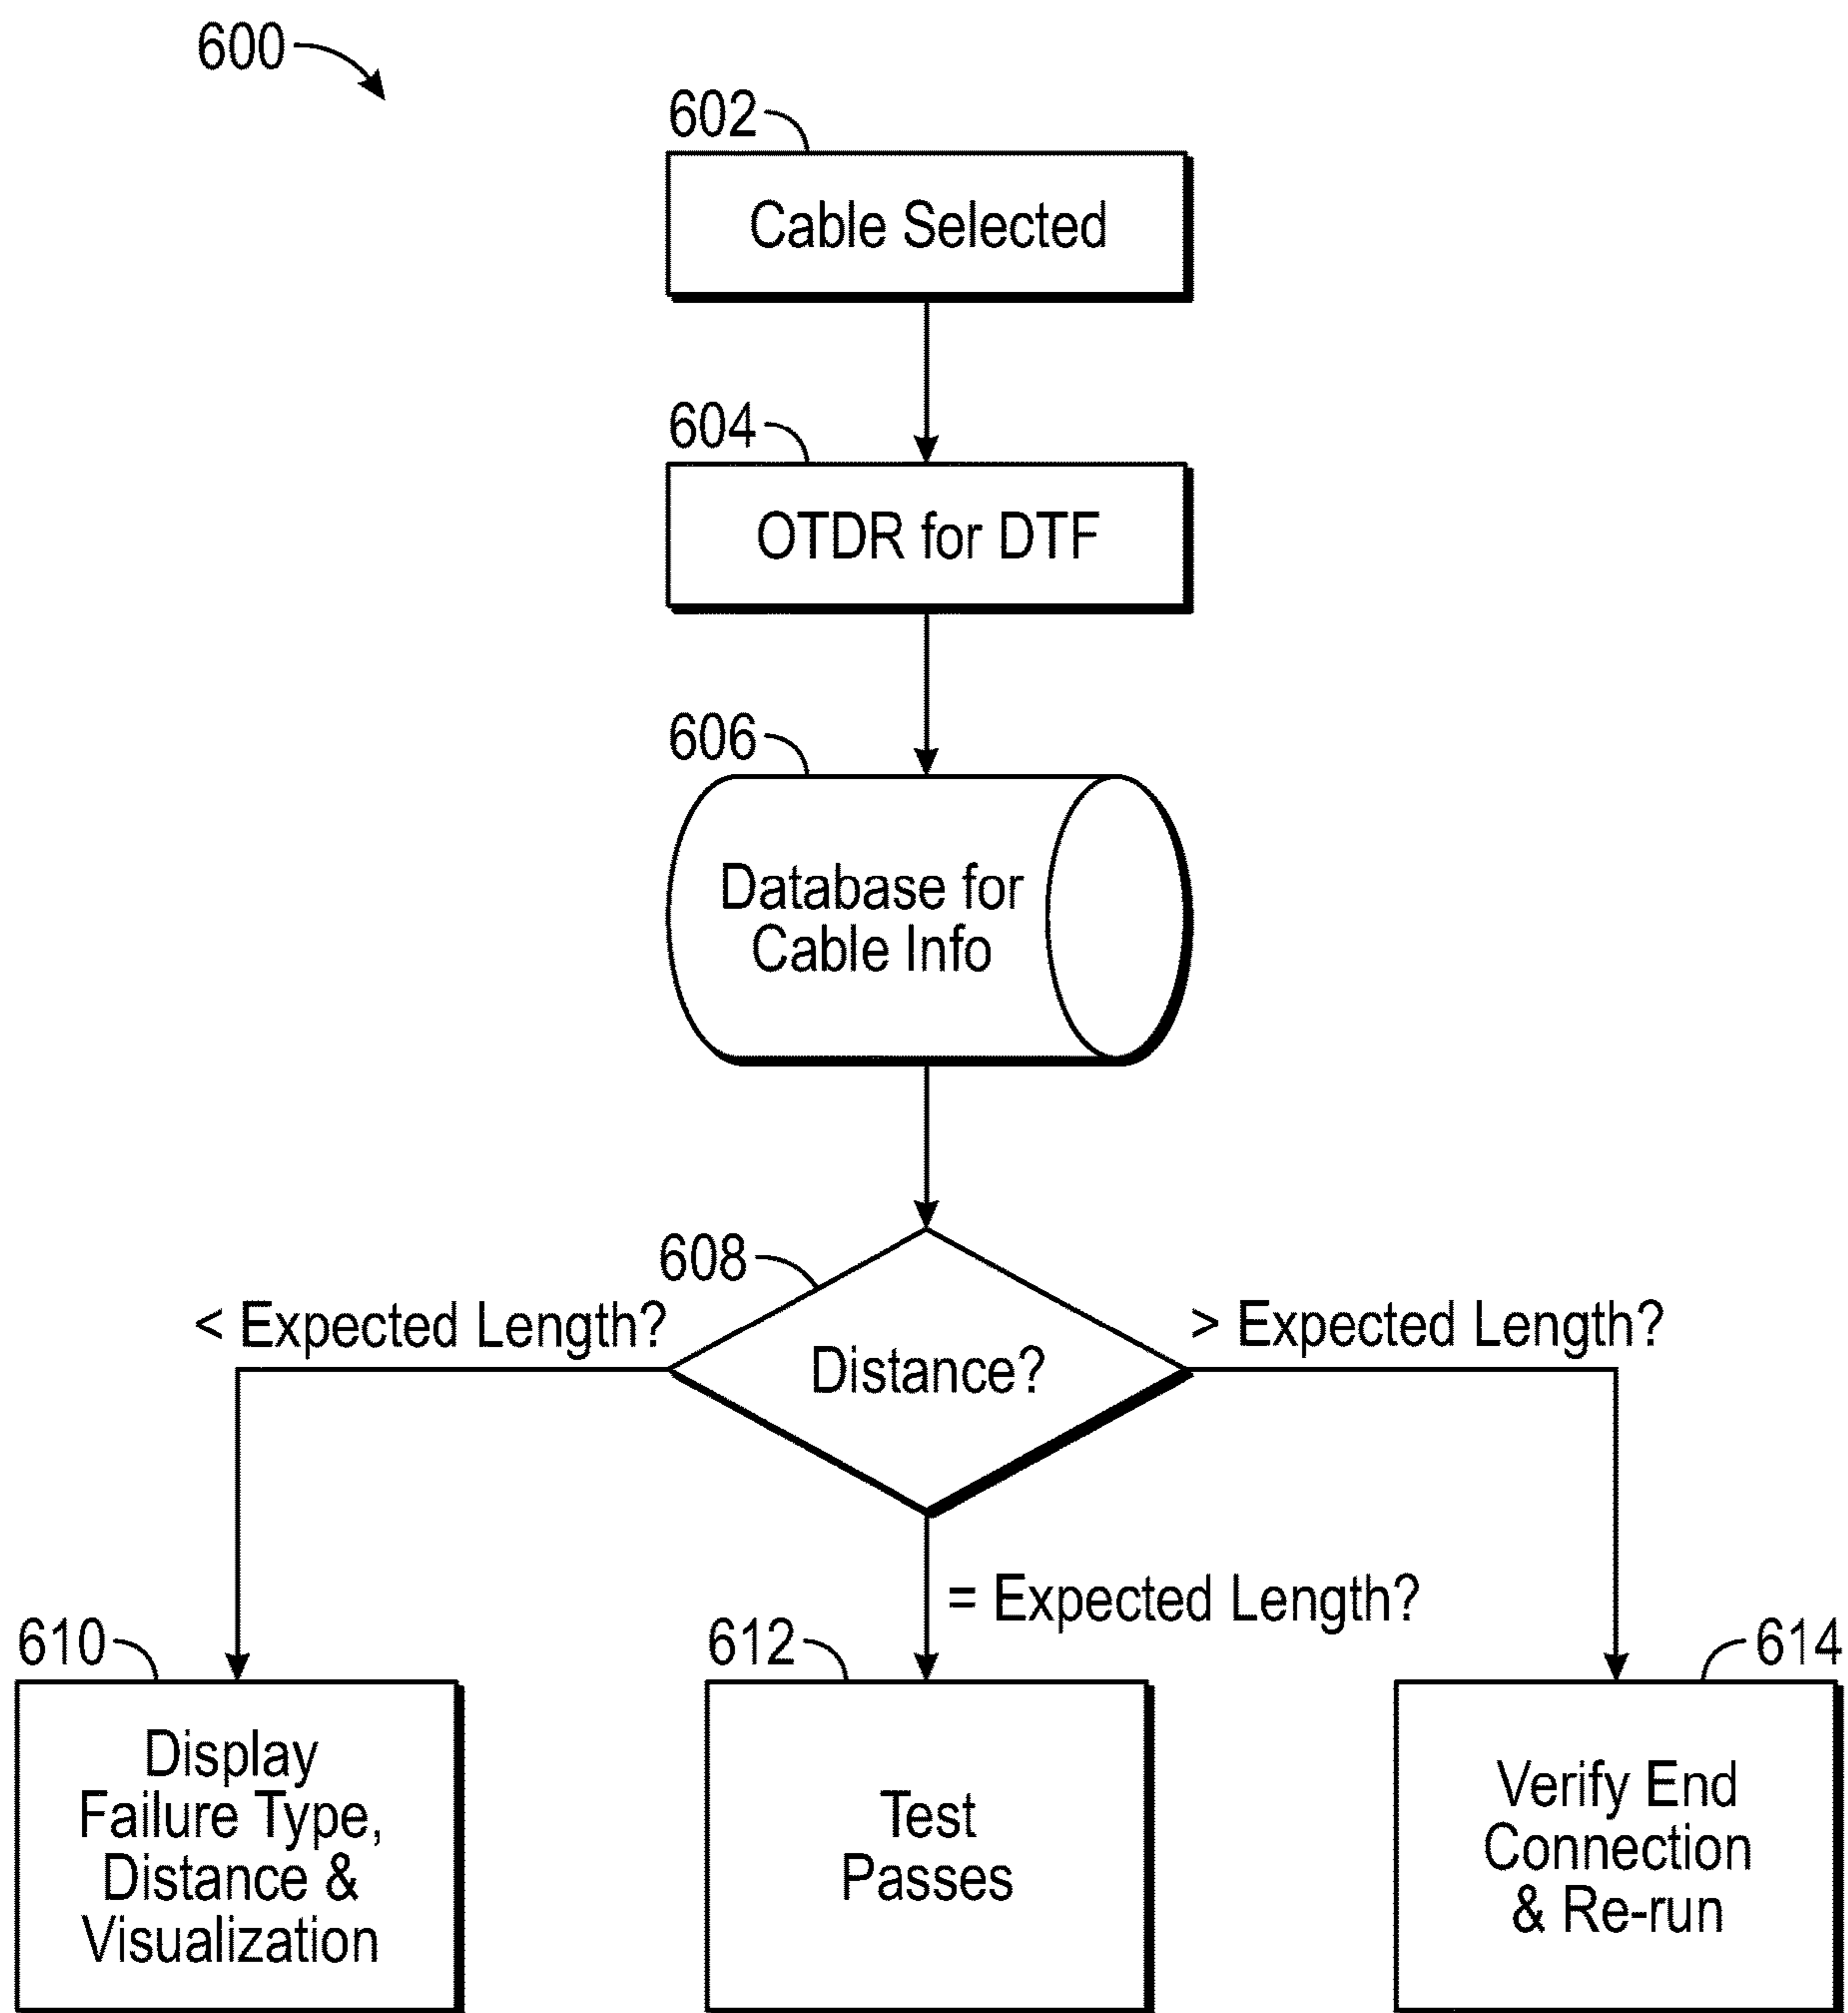 600
602
Cable Selected
604
OTDR for DTF
606
Database for
Cable Info
608
< Expected Length?
Distance?
> Expected Length?
= Expected Length?
610
Display
Failure Type,
Distance &
Visualization
612
Test
Passes
614
Verify End
Connection
& Re-run